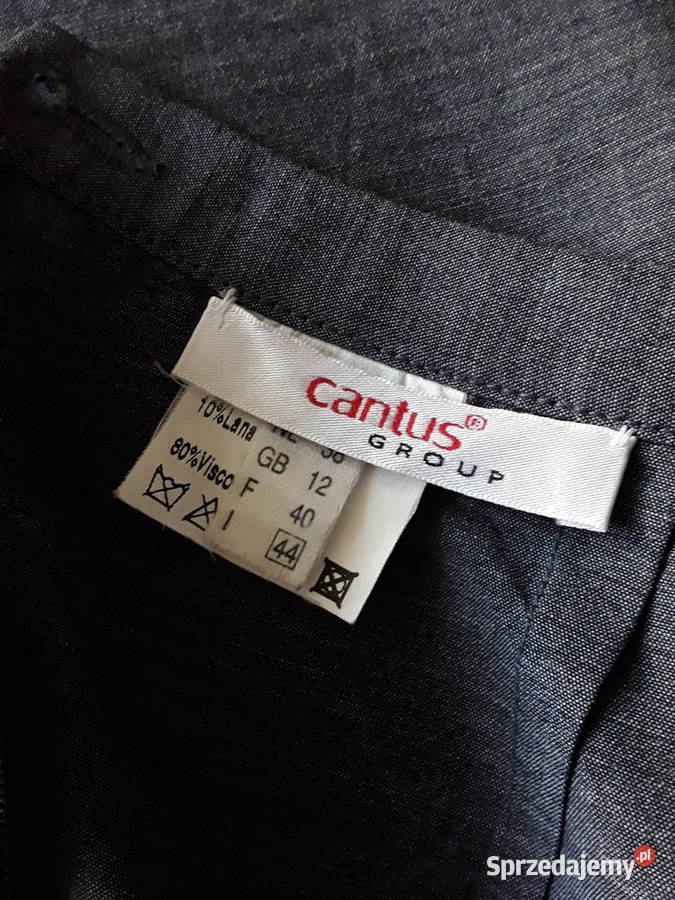 cantus®
GROUP
10%Lana
80%Visco
GB 12
F 40
I 44
Sprzedajemy.pl